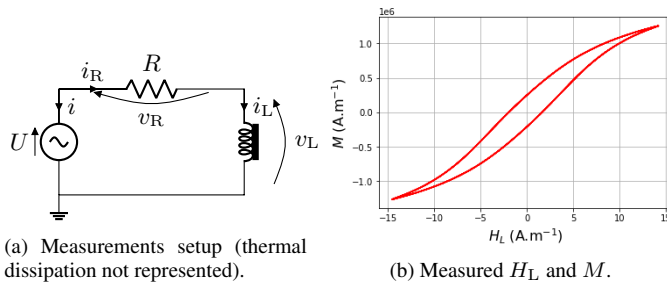 i_R
R
i
i_L
v_R
U
v_L
(a) Measurements setup (thermal
dissipation not represented).
1e6
1.0
0.5
0.0
−0.5
−1.0
M (A.m⁻¹)
−15 −10 −5 0 5 10 15
H_L (A.m⁻¹)
(b) Measured H_L and M.